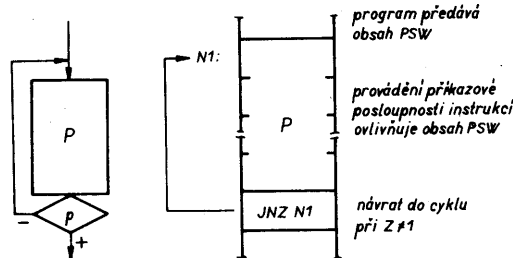 program předává
obsah PSW
N1:
provádění příkazové
posloupnosti instrukcí
ovlivňuje obsah PSW
P
P
JNZ N1
návrat do cyklu
při Z≠1
p
−
+